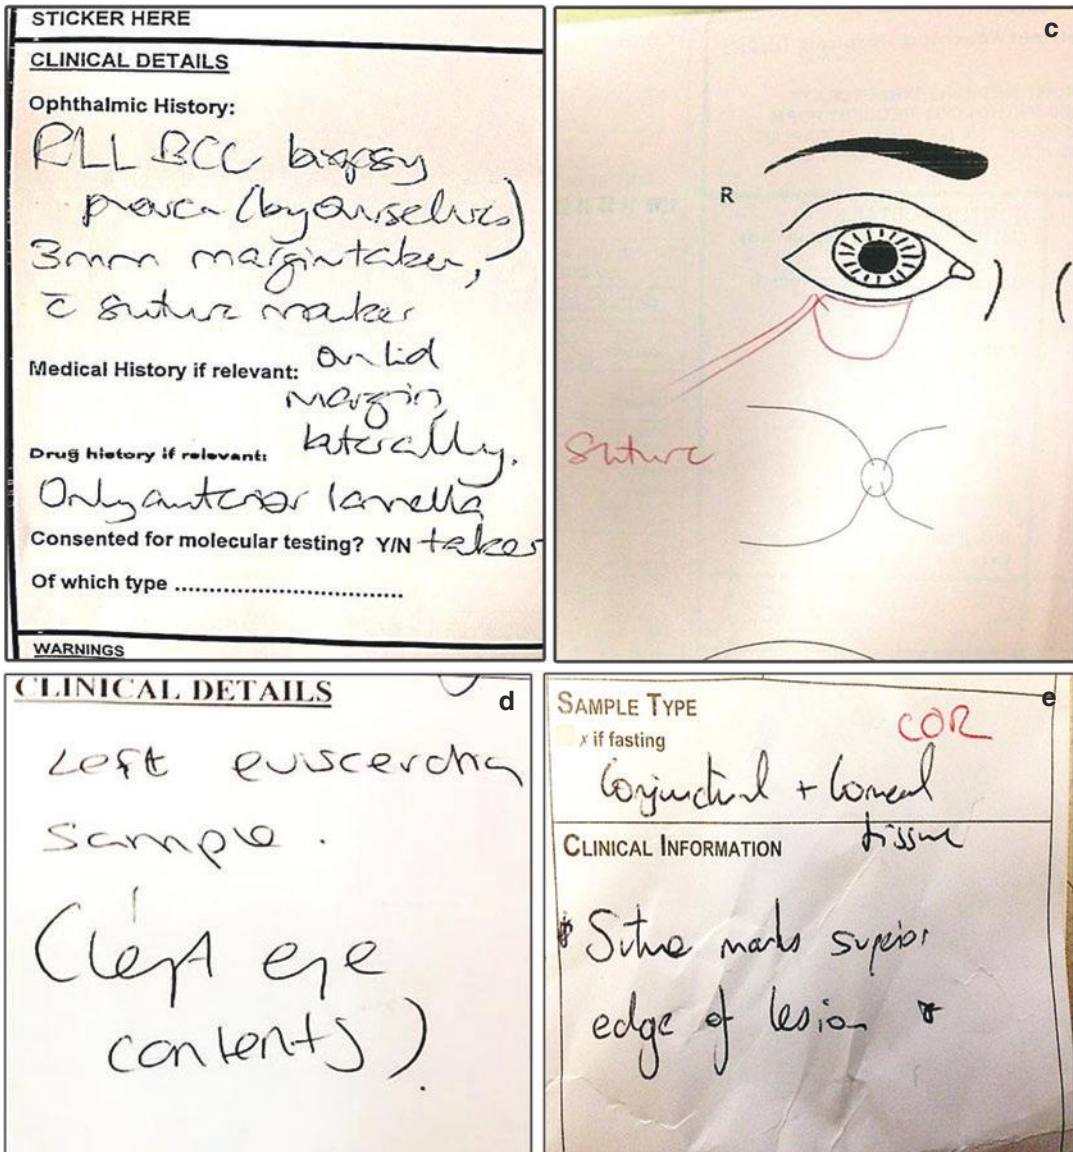 STICKER HERE
CLINICAL DETAILS
Ophthalmic History:
RLL BCC biopsy
proven (by ourselves)
3mm margin taken,
c̄ suture marker
on lid
Medical History if relevant:
margin
laterally.
Drug history if relevant:
Only anterior lamella
Consented for molecular testing? Y/N taken
Of which type ................................
WARNINGS
c
R
Suture
CLINICAL DETAILS
d
Left evisceration
sample.
(left eye
contents).
SAMPLE TYPE
e
COR
x if fasting
Conjunctival + Corneal
tissue
CLINICAL INFORMATION
* Suture marks superior
edge of lesion *